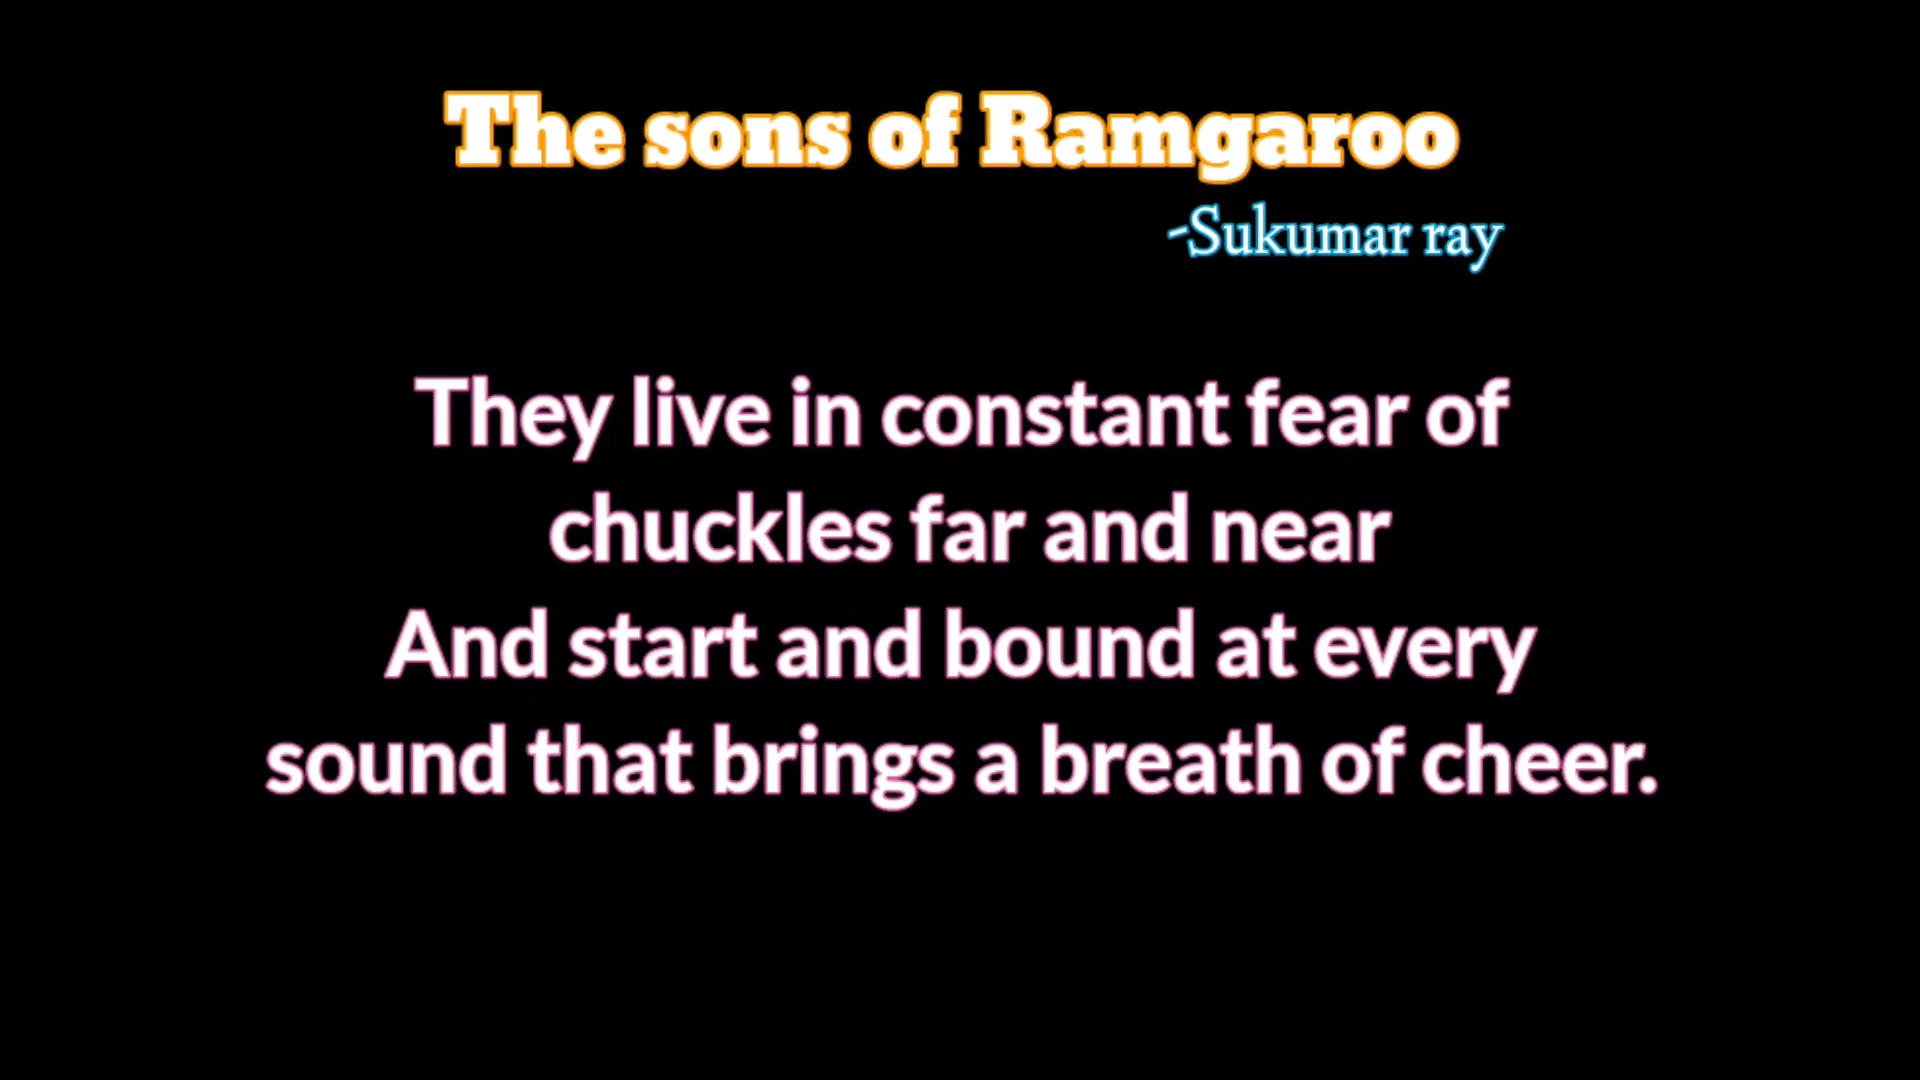 The sons of Ramgaroo
-Sukumar ray
They live in constant fear of
chuckles far and near
And start and bound at every
sound that brings a breath of cheer.